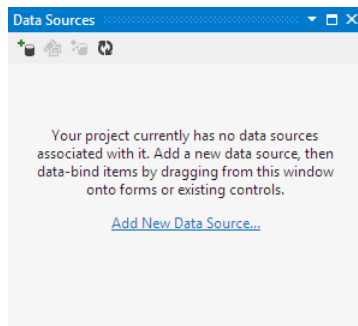 Data Sources
Your project currently has no data sources
associated with it. Add a new data source, then
data-bind items by dragging from this window
onto forms or existing controls.
Add New Data Source...